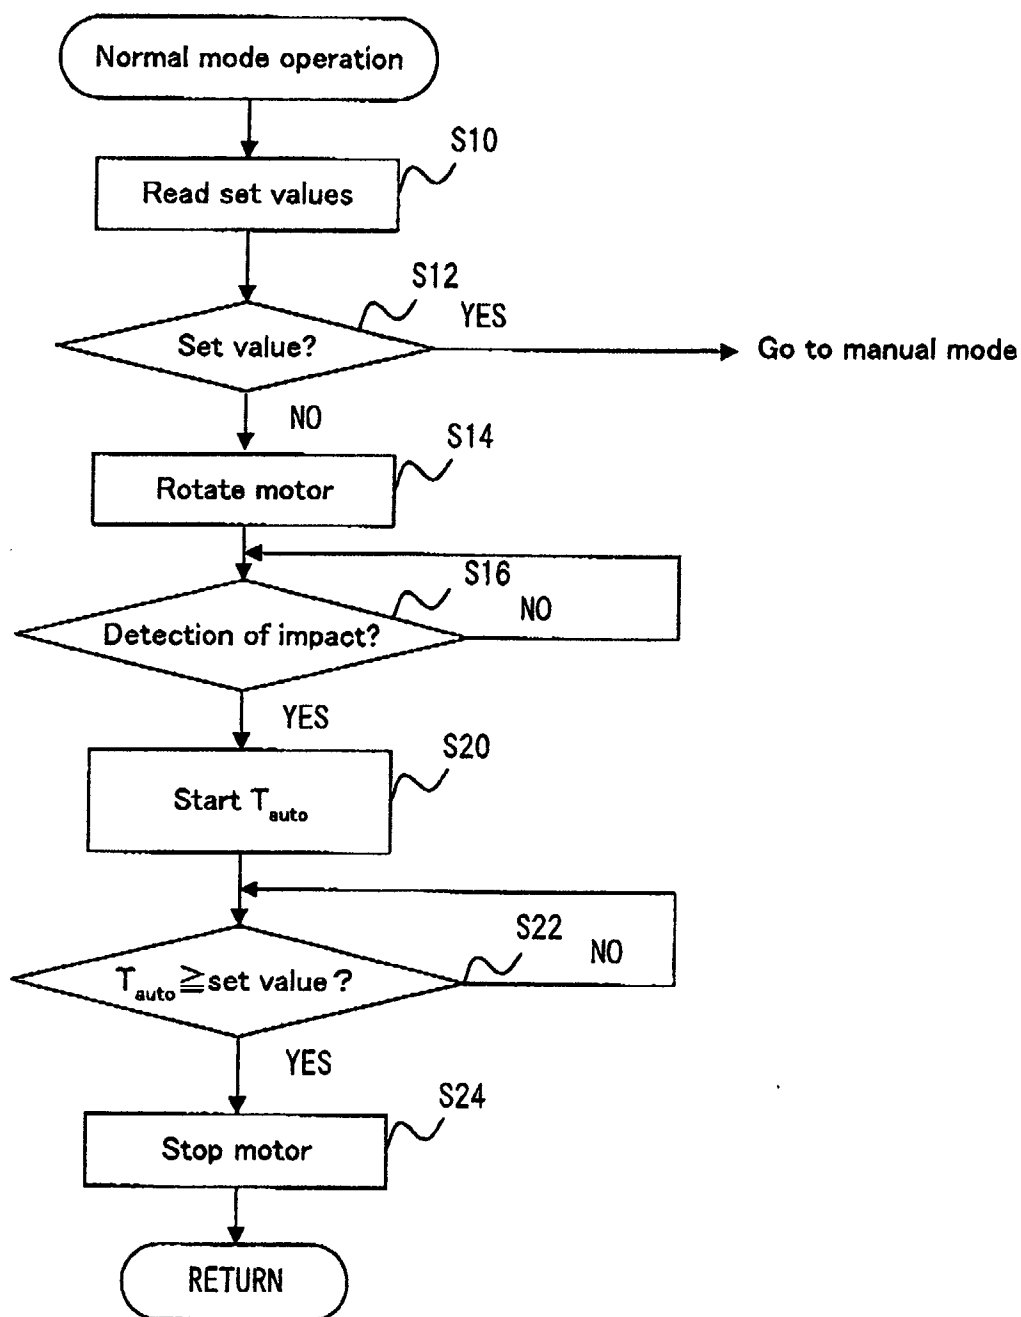 Normal mode operation
S10
Read set values
S12
YES
Set value?
Go to manual mode
NO
S14
Rotate motor
S16
NO
Detection of impact?
YES
S20
Start Tauto
S22
NO
Tauto ≧ set value ?
YES
S24
Stop motor
RETURN